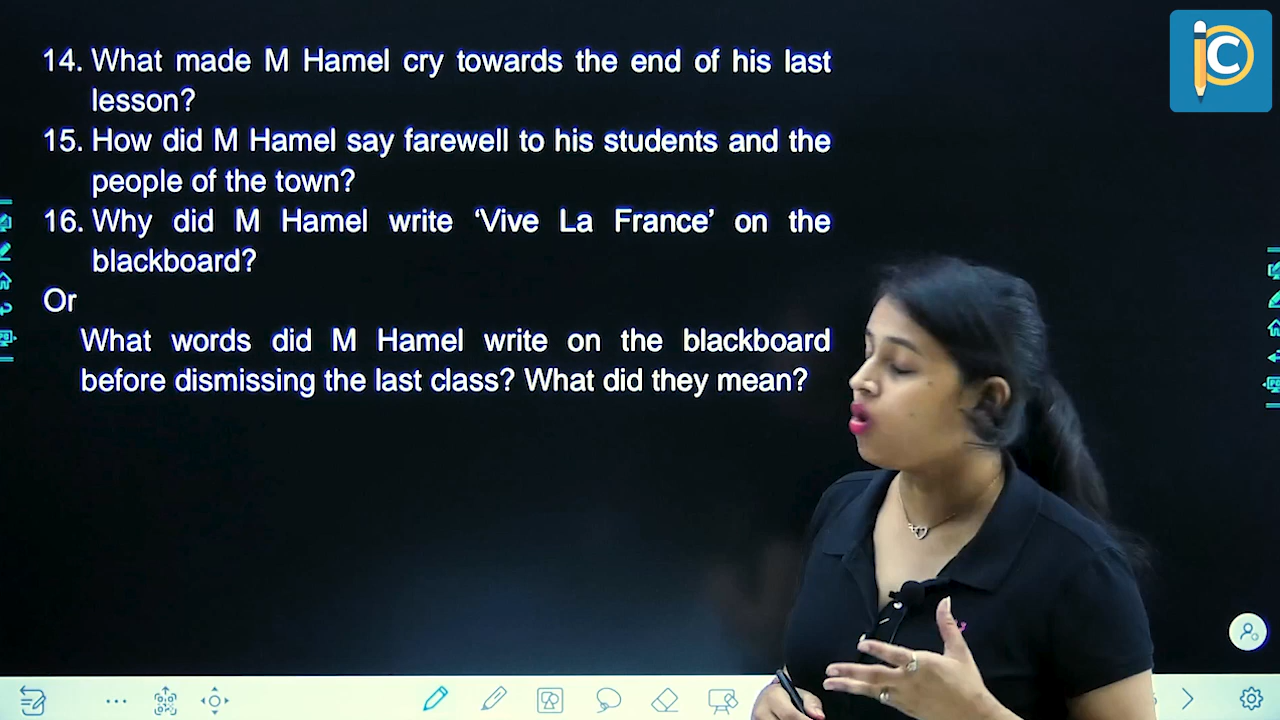 14. What made M Hamel cry towards the end of his last
lesson?
15. How did M Hamel say farewell to his students and the
people of the town?
16. Why did M Hamel write ‘Vive La France’ on the
blackboard?
Or
What words did M Hamel write on the blackboard
before dismissing the last class? What did they mean?